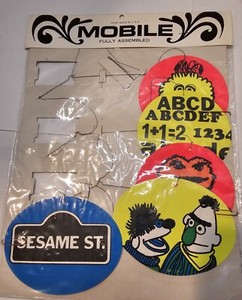 MOBILE
FULLY ASSEMBLED
ABCD
ABCDEF
1+1=2 1234
SESAME ST.